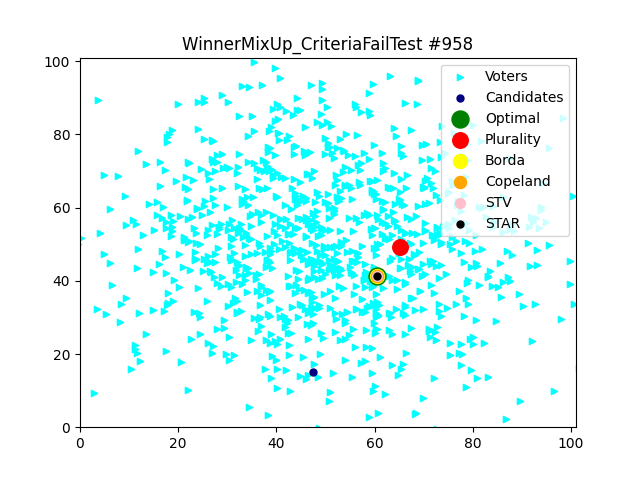 WinnerMixUp_CriteriaFailTest #958
100
80
60
40
20
0
0
20
40
60
80
100
Voters
Candidates
Optimal
Plurality
Borda
Copeland
STV
STAR